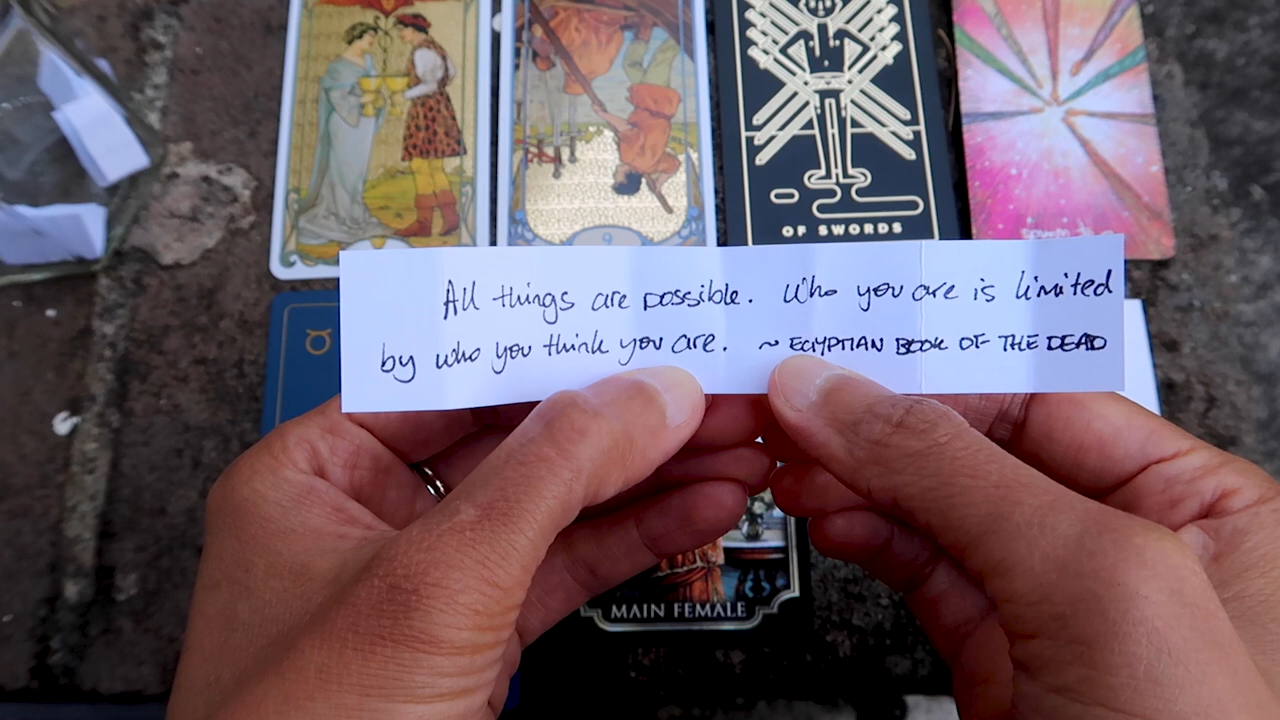 9
OF SWORDS
All things are possible. Who you are is limited
by who you think you are. ~ EGYPTIAN BOOK OF THE DEAD
MAIN FEMALE